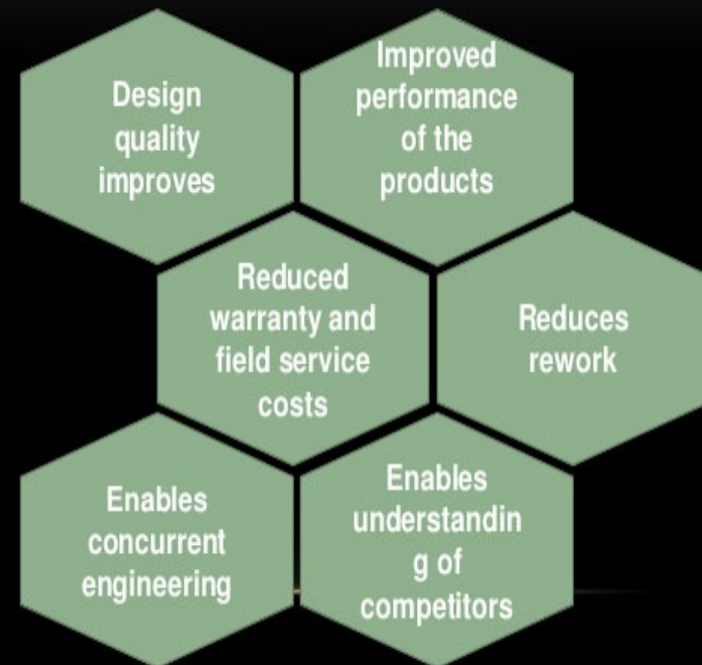 Design
quality
improves
Improved
performance
of the
products
Reduced
warranty and
field service
costs
Reduces
rework
Enables
concurrent
engineering
Enables
understandin
g of
competitors